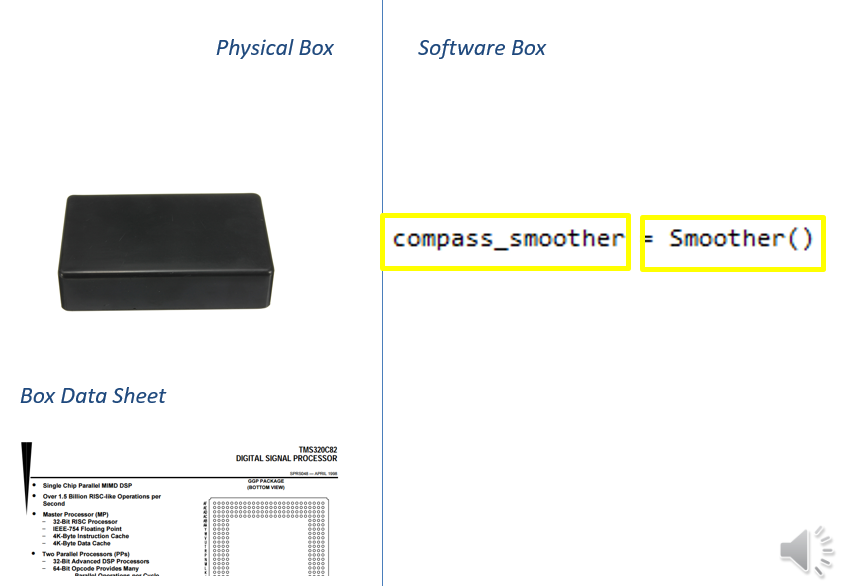 Physical Box
Software Box
compass_smoother = Smoother()
Box Data Sheet
TMS320C82
DIGITAL SIGNAL PROCESSOR
SPRS048 — APRIL 1998
• Single Chip Parallel MIMD DSP
• Over 1.5 Billion RISC-like Operations per
Second
• Master Processor (MP)
– 32-Bit RISC Processor
– IEEE-754 Floating Point
– 4K-Byte Instruction Cache
– 4K-Byte Data Cache
• Two Parallel Processors (PPs)
– 32-Bit Advanced DSP Processors
– 64-Bit Opcode Provides Many
Parallel Operations per Cycle
GGP PACKAGE
(BOTTOM VIEW)